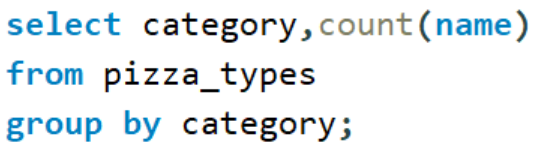 select category,count(name)
from pizza_types
group by category;